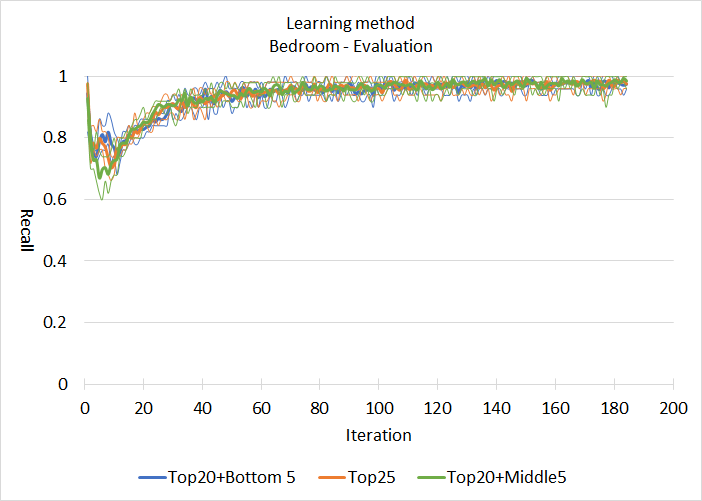 Learning method
Bedroom - Evaluation
1
0.8
0.6
0.4
0.2
0
Recall
0 20 40 60 80 100 120 140 160 180 200
Iteration
Top20+Bottom 5 Top25 Top20+Middle5